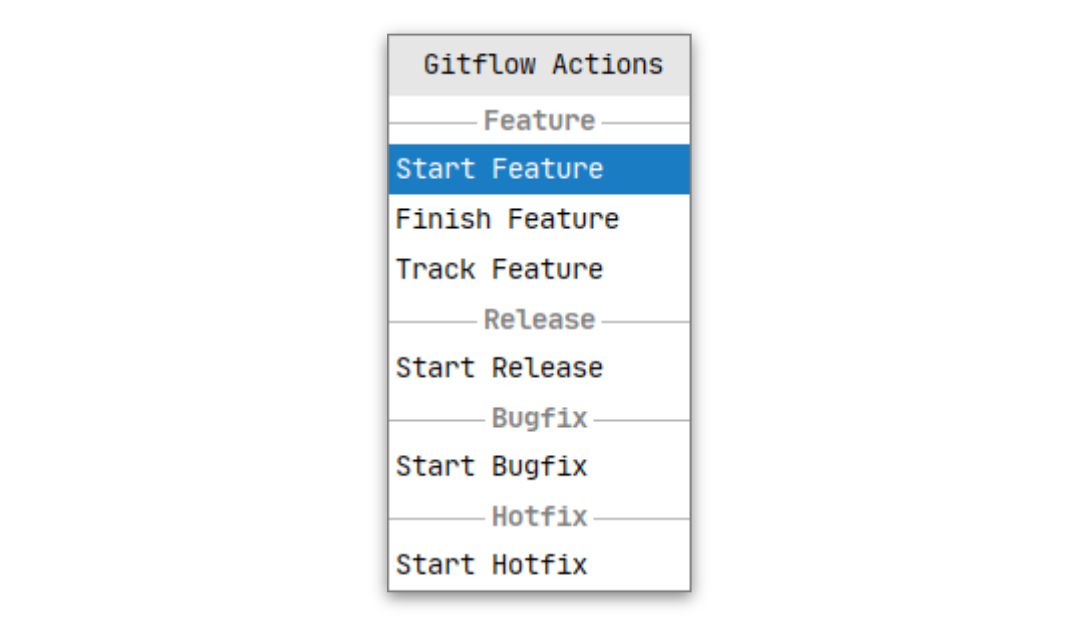 Gitflow Actions
Feature
Start Feature
Finish Feature
Track Feature
Release
Start Release
Bugfix
Start Bugfix
Hotfix
Start Hotfix